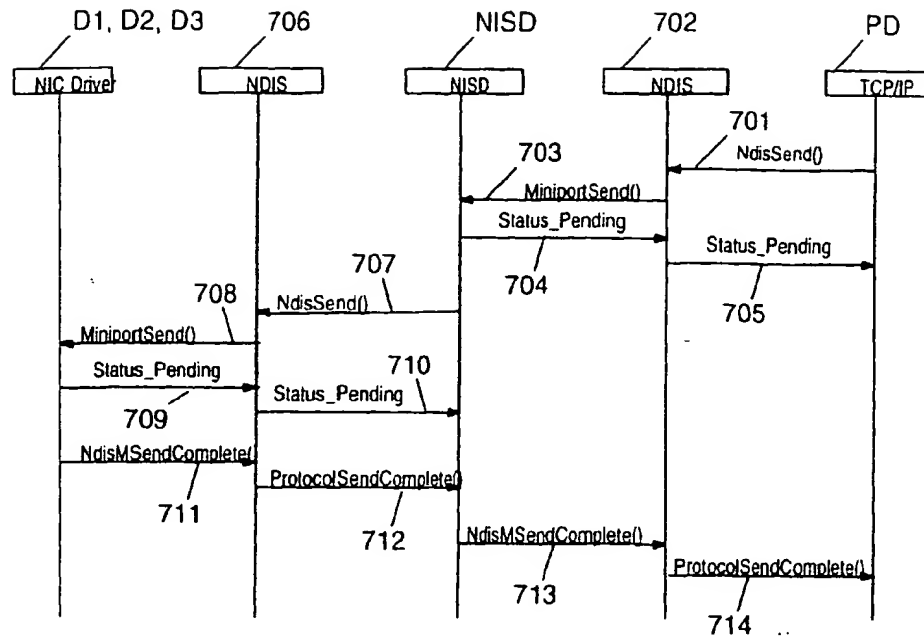 D1, D2, D3 706 NISD 702 PD
NIC Driver NDIS NISD NDIS TCP/IP
701
NdisSend()
703
MiniportSend()
Status_Pending
704
Status_Pending
705
707
NdisSend()
708
MiniportSend()
Status_Pending
709
710
Status_Pending
NdisMSendComplete(
711
ProtocolSendComplete()
712
NdisMSendComplete()
713
ProtocolSendComplete()
714